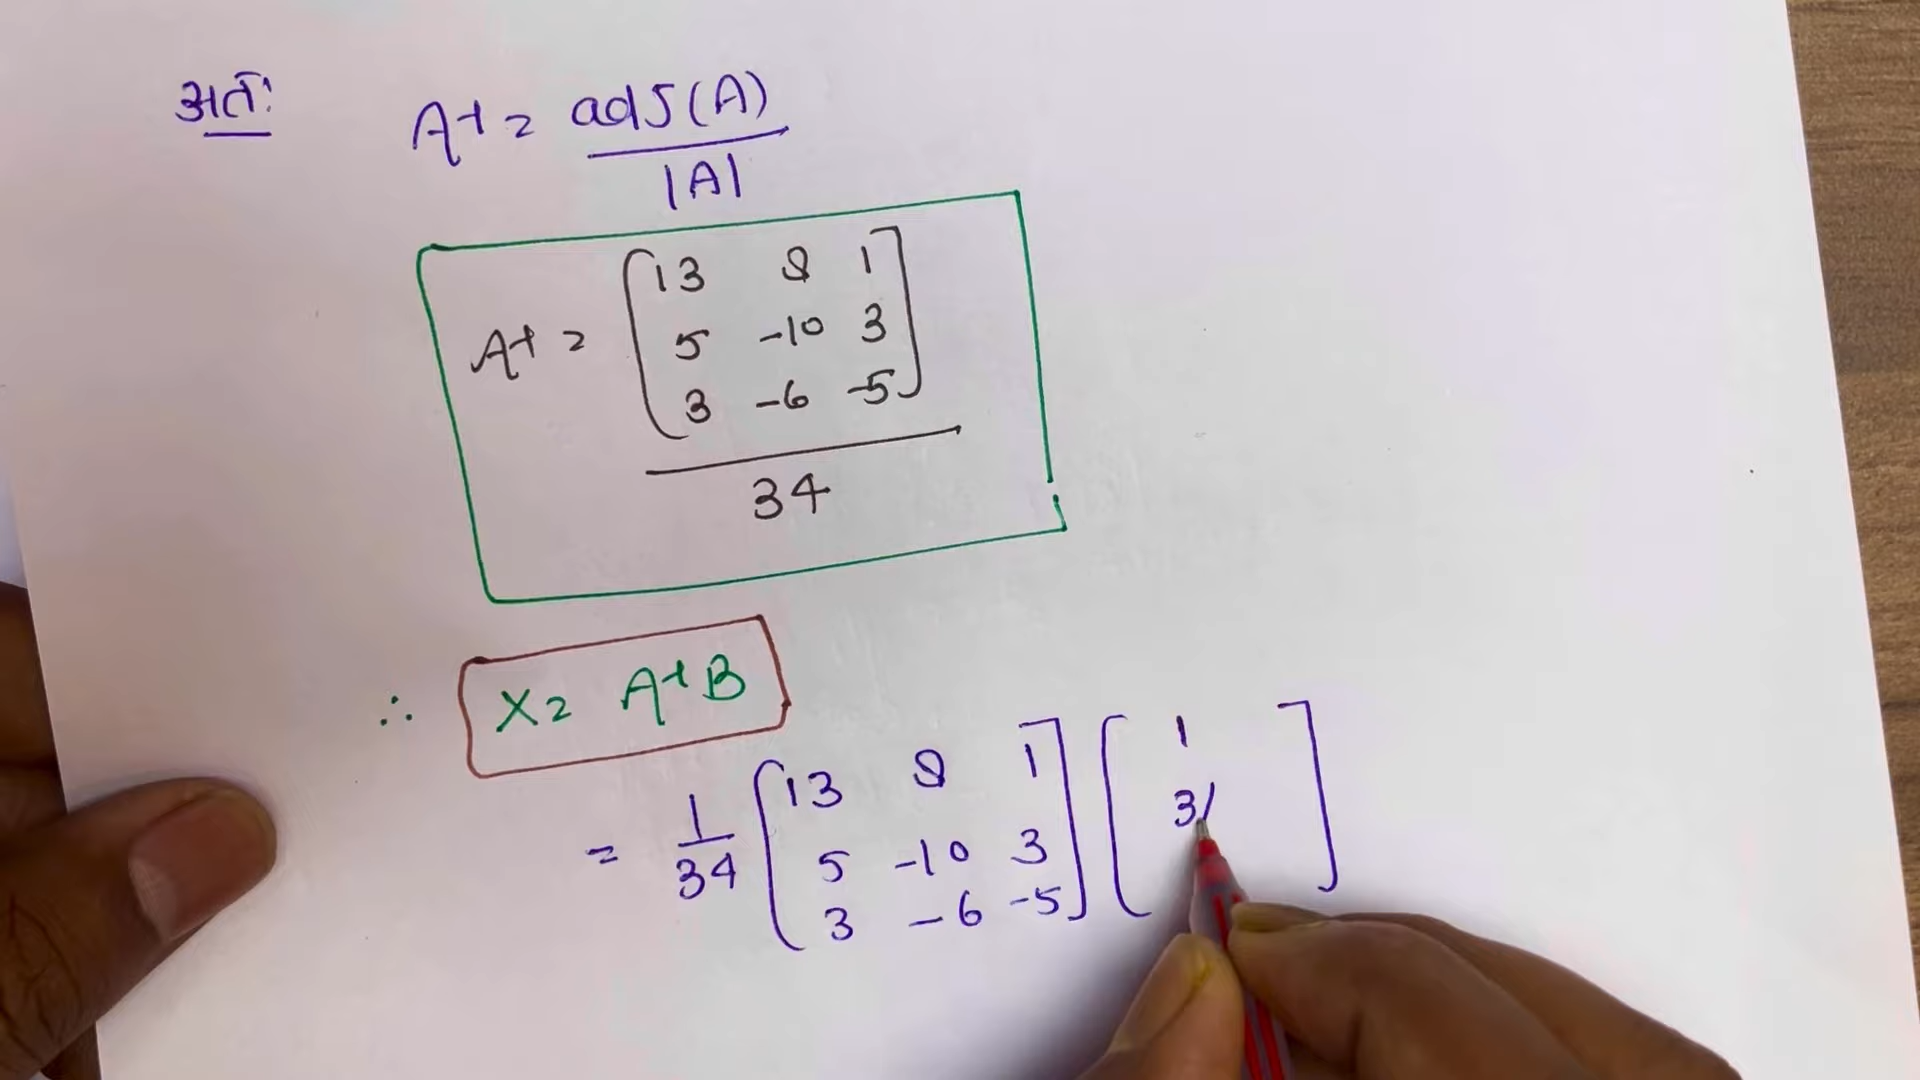 अतः A⁻¹ = adj(A)
|A|
A⁻¹ = [13 8 1
5 -10 3
3 -6 -5]
34
∴ X = A⁻¹B
= 1/34 [13 8 1] [1]
5 -10 3 3/
3 -6 -5